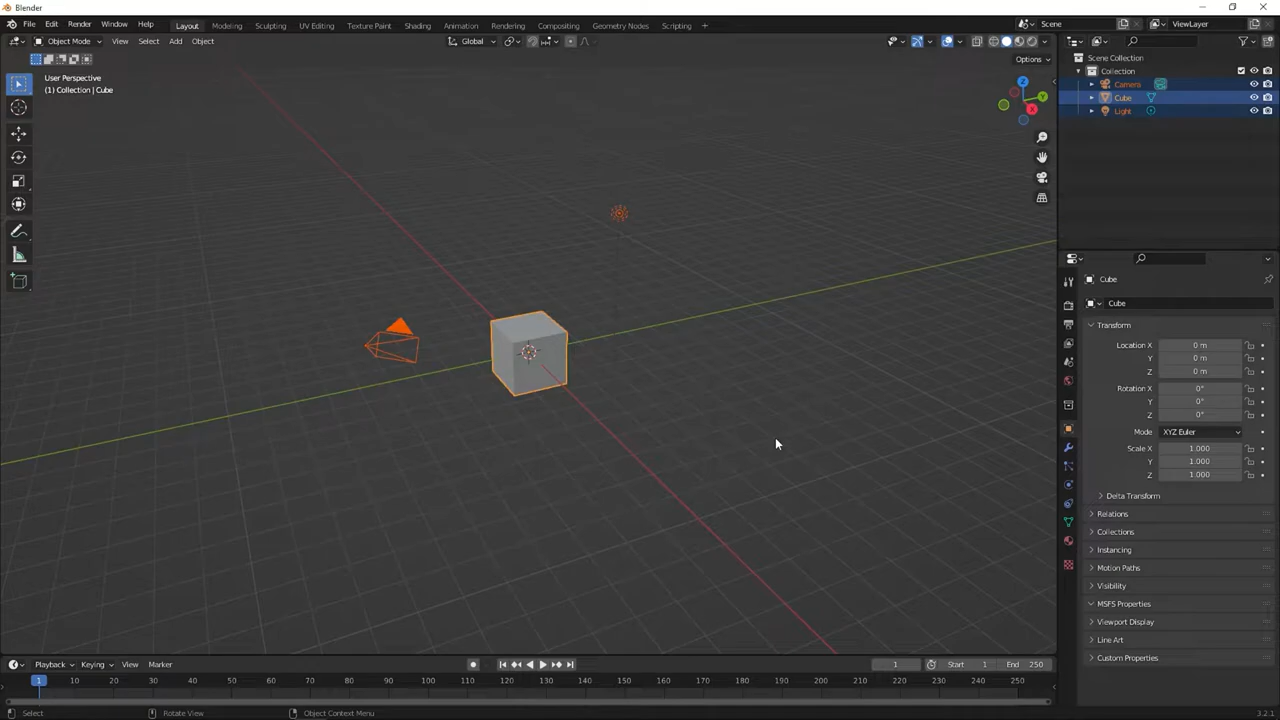 Blender
File Edit Render Window Help Layout Modeling Sculpting UV Editing Texture Paint Shading Animation Rendering Compositing Geometry Nodes Scripting + Scene ViewLayer
Object Mode View Select Add Object Global
Options
User Perspective
(1) Collection | Cube
Z
Y
X
Scene Collection
Collection
Camera
Cube
Light
Cube
Cube
Transform
Location X 0 m
Y 0 m
Z 0 m
Rotation X 0°
Y 0°
Z 0°
Mode XYZ Euler
Scale X 1.000
Y 1.000
Z 1.000
Delta Transform
Relations
Collections
Instancing
Motion Paths
Visibility
MSFS Properties
Viewport Display
Line Art
Custom Properties
Playback Keying View Marker 1 Start 1 End 250
1 10 20 30 40 50 60 70 80 90 100 110 120 130 140 150 160 170 180 190 200 210 220 230 240 250
Select Rotate View Object Context Menu 3.2.1